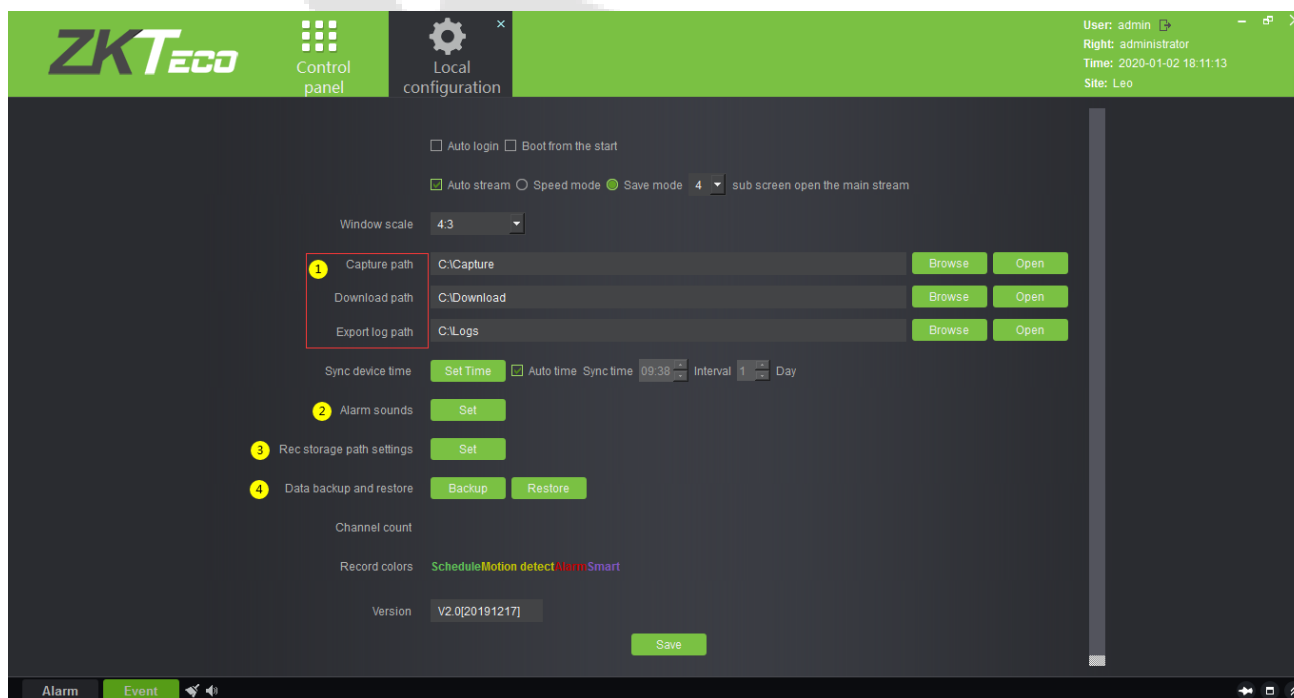 ZKTECO
Control panel
Local configuration
×
User: admin
Right: administrator
Time: 2020-01-02 18:11:13
Site: Leo
Auto login Boot from the start
Auto stream Speed mode Save mode 4 sub screen open the main stream
Window scale 4:3
1 Capture path C:\Capture Browse Open
Download path C:\Download Browse Open
Export log path C:\Logs Browse Open
Sync device time Set Time Auto time Sync time 09:38 Interval 1 Day
2 Alarm sounds Set
3 Rec storage path settings Set
4 Data backup and restore Backup Restore
Channel count
Record colors ScheduleMotion detectAlarmSmart
Version V2.0[20191217]
Save
Alarm Event